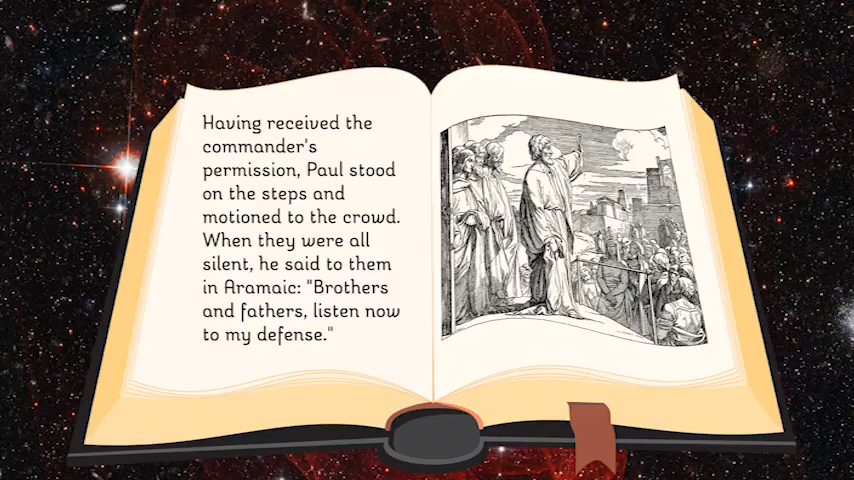 Having received the
commander's
permission, Paul stood
on the steps and
motioned to the crowd.
When they were all
silent, he said to them
in Aramaic: "Brothers
and fathers, listen now
to my defense."